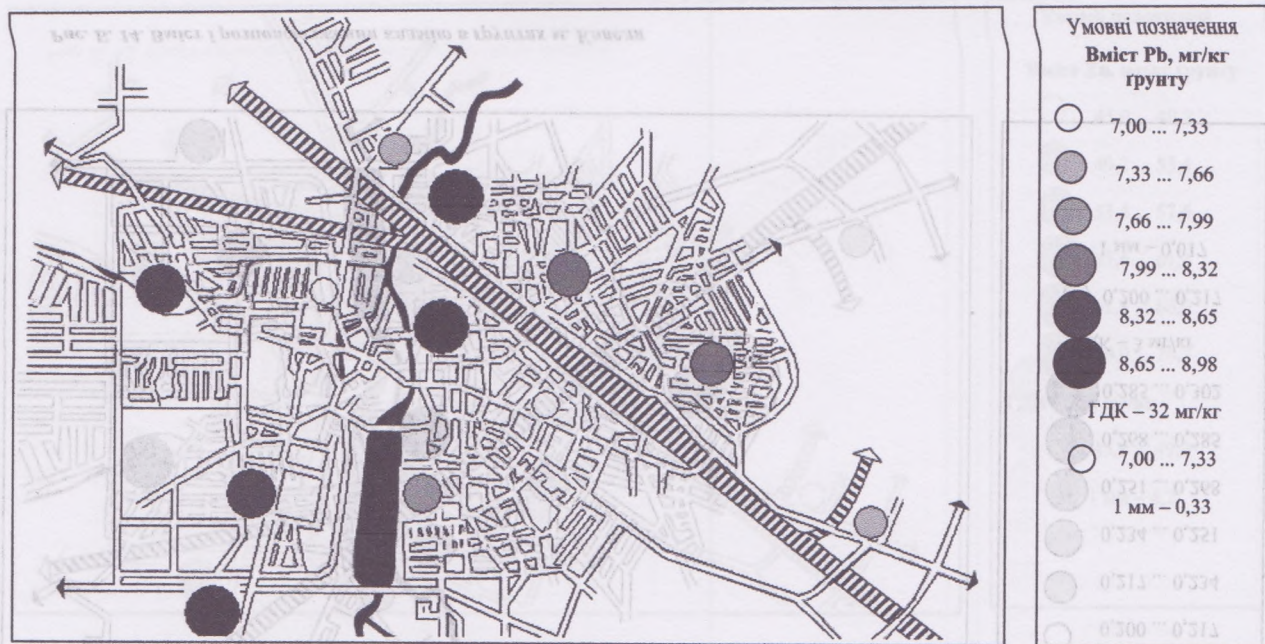 Умовні позначення
Вміст Pb, мг/кг
ґрунту
7,00 ... 7,33
7,33 ... 7,66
7,66 ... 7,99
7,99 ... 8,32
8,32 ... 8,65
8,65 ... 8,98
ГДК – 32 мг/кг
7,00 ... 7,33
1 мм – 0,33